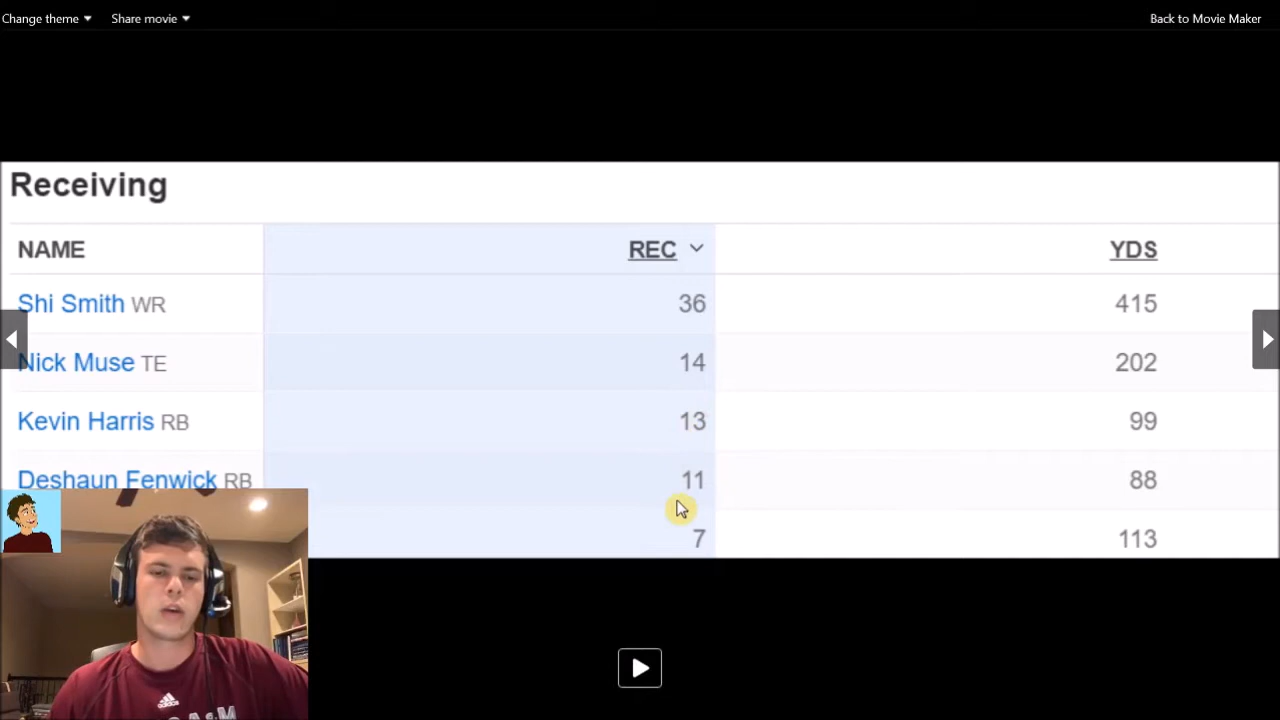 Change theme Share movie Back to Movie Maker
Receiving
NAME REC YDS
Shi Smith WR 36 415
Nick Muse TE 14 202
Kevin Harris RB 13 99
Deshaun Fenwick RB 11 88
7 113
A&M